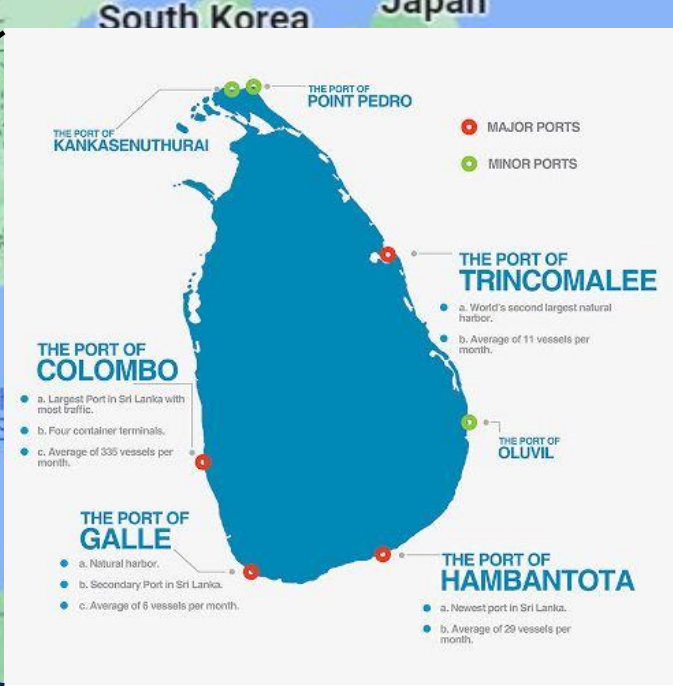 South Korea
Japan
THE PORT OF
POINT PEDRO
THE PORT OF
KANKASENUTHURAI
MAJOR PORTS
MINOR PORTS
THE PORT OF
TRINCOMALEE
a. World's second largest natural
harbor.
b. Average of 11 vessels per
month.
THE PORT OF
COLOMBO
a. Largest Port in Sri Lanka with
most traffic.
b. Four container terminals.
c. Average of 335 vessels per
month.
THE PORT OF
OLUVIL
THE PORT OF
GALLE
a. Natural harbor.
b. Secondary Port in Sri Lanka.
c. Average of 6 vessels per month.
THE PORT OF
HAMBANTOTA
a. Newest port in Sri Lanka.
b. Average of 29 vessels per
month.